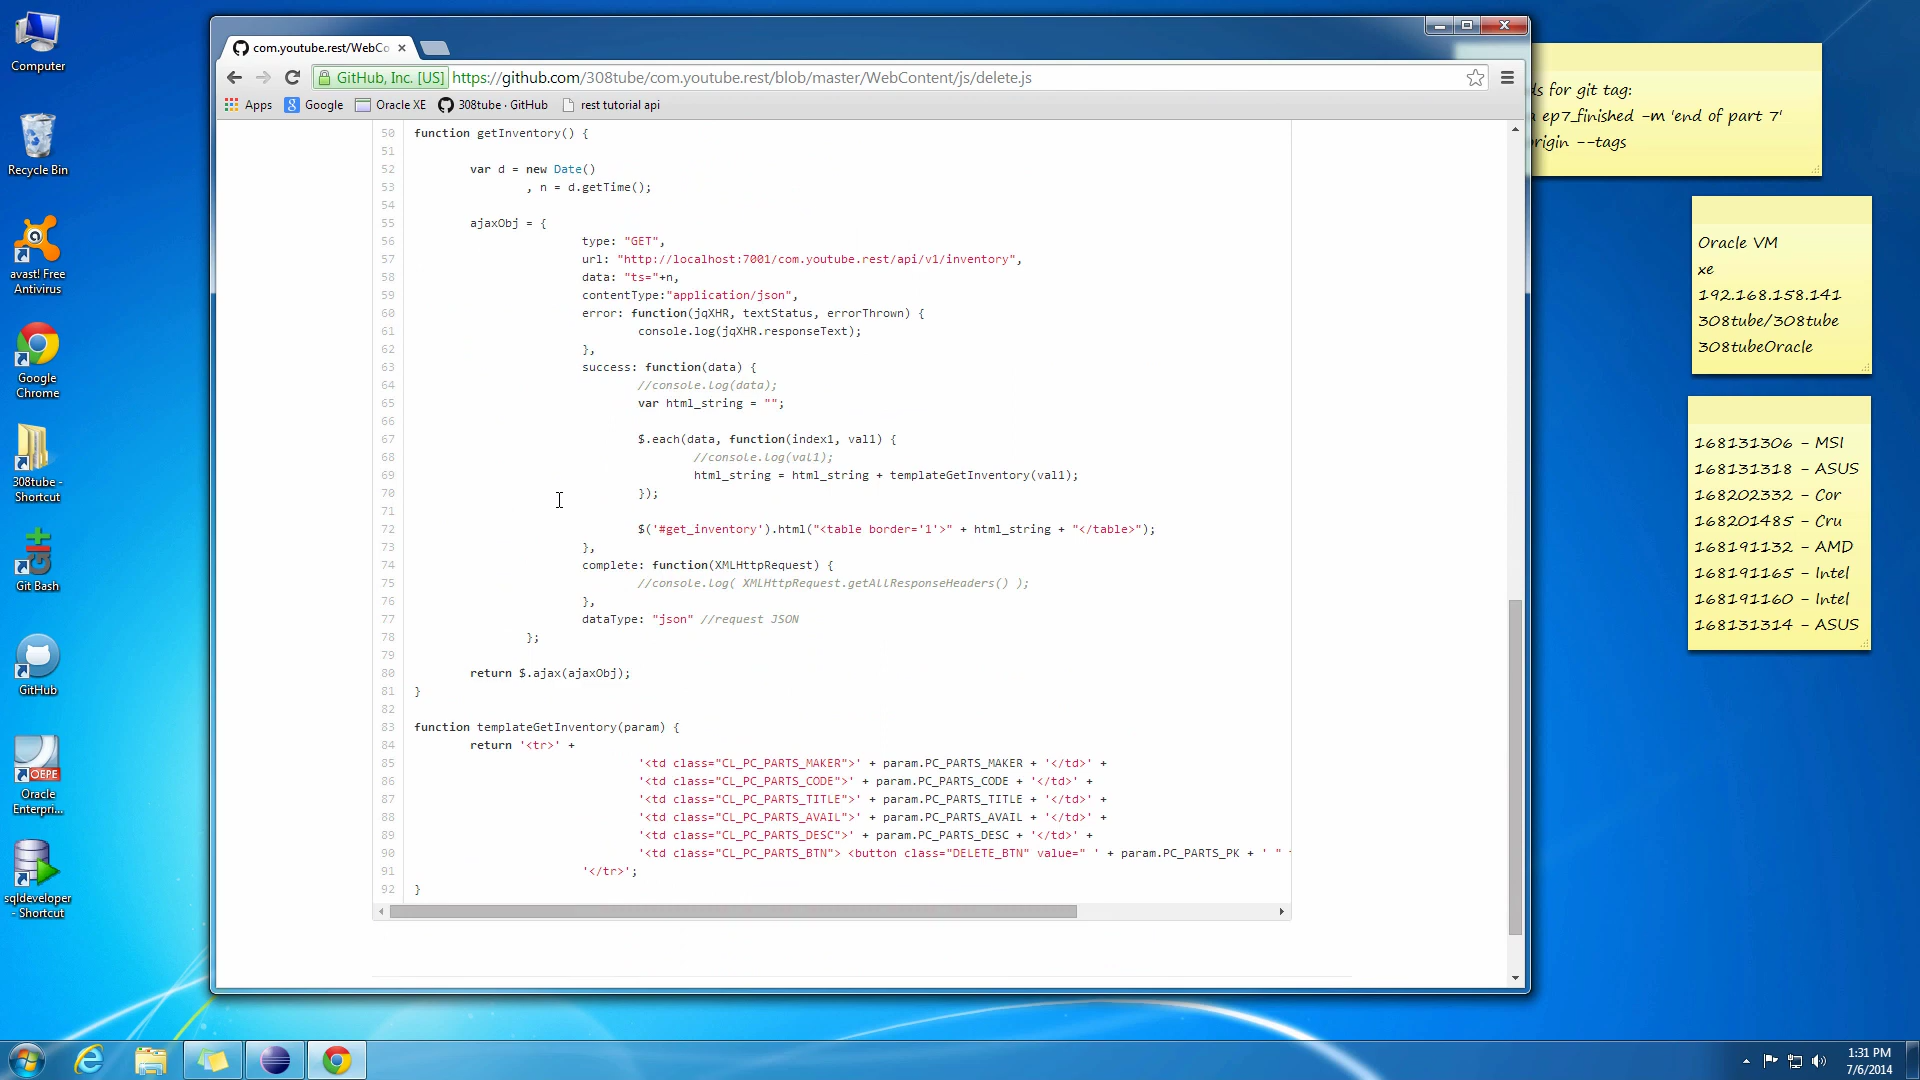 Computer
Recycle Bin
avast! Free
Antivirus
Google
Chrome
308tube -
Shortcut
Git Bash
GitHub
OEPE
Oracle
Enterpri...
sqldeveloper
- Shortcut
com.youtube.rest/WebCo
GitHub, Inc. [US] https://github.com/308tube/com.youtube.rest/blob/master/WebContent/js/delete.js
Apps Google Oracle XE 308tube · GitHub rest tutorial api
50 function getInventory() {
51
52 var d = new Date()
53 , n = d.getTime();
54
55 ajaxObj = {
56 type: "GET",
57 url: "http://localhost:7001/com.youtube.rest/api/v1/inventory",
58 data: "ts="+n,
59 contentType:"application/json",
60 error: function(jqXHR, textStatus, errorThrown) {
61 console.log(jqXHR.responseText);
62 },
63 success: function(data) {
64 //console.log(data);
65 var html_string = "";
66
67 $.each(data, function(index1, val1) {
68 //console.log(val1);
69 html_string = html_string + templateGetInventory(val1);
70 });
71
72 $('#get_inventory').html("<table border='1'>" + html_string + "</table>");
73 },
74 complete: function(XMLHttpRequest) {
75 //console.log( XMLHttpRequest.getAllResponseHeaders() );
76 },
77 dataType: "json" //request JSON
78 };
79
80 return $.ajax(ajaxObj);
81 }
82
83 function templateGetInventory(param) {
84 return '<tr>' +
85 '<td class="CL_PC_PARTS_MAKER">' + param.PC_PARTS_MAKER + '</td>' +
86 '<td class="CL_PC_PARTS_CODE">' + param.PC_PARTS_CODE + '</td>' +
87 '<td class="CL_PC_PARTS_TITLE">' + param.PC_PARTS_TITLE + '</td>' +
88 '<td class="CL_PC_PARTS_AVAIL">' + param.PC_PARTS_AVAIL + '</td>' +
89 '<td class="CL_PC_PARTS_DESC">' + param.PC_PARTS_DESC + '</td>' +
90 '<td class="CL_PC_PARTS_BTN"> <button class="DELETE_BTN" value=" ' + param.PC_PARTS_PK + ' "
91 '</tr>';
92 }
ds for git tag:
a ep7_finished -m 'end of part 7'
rigin --tags
Oracle VM
xe
192.168.158.141
308tube/308tube
308tubeOracle
168131306 - MSI
168131318 - ASUS
168202332 - Cor
168201485 - Cru
168191132 - AMD
168191165 - Intel
168191160 - Intel
168131314 - ASUS
1:31 PM
7/6/2014